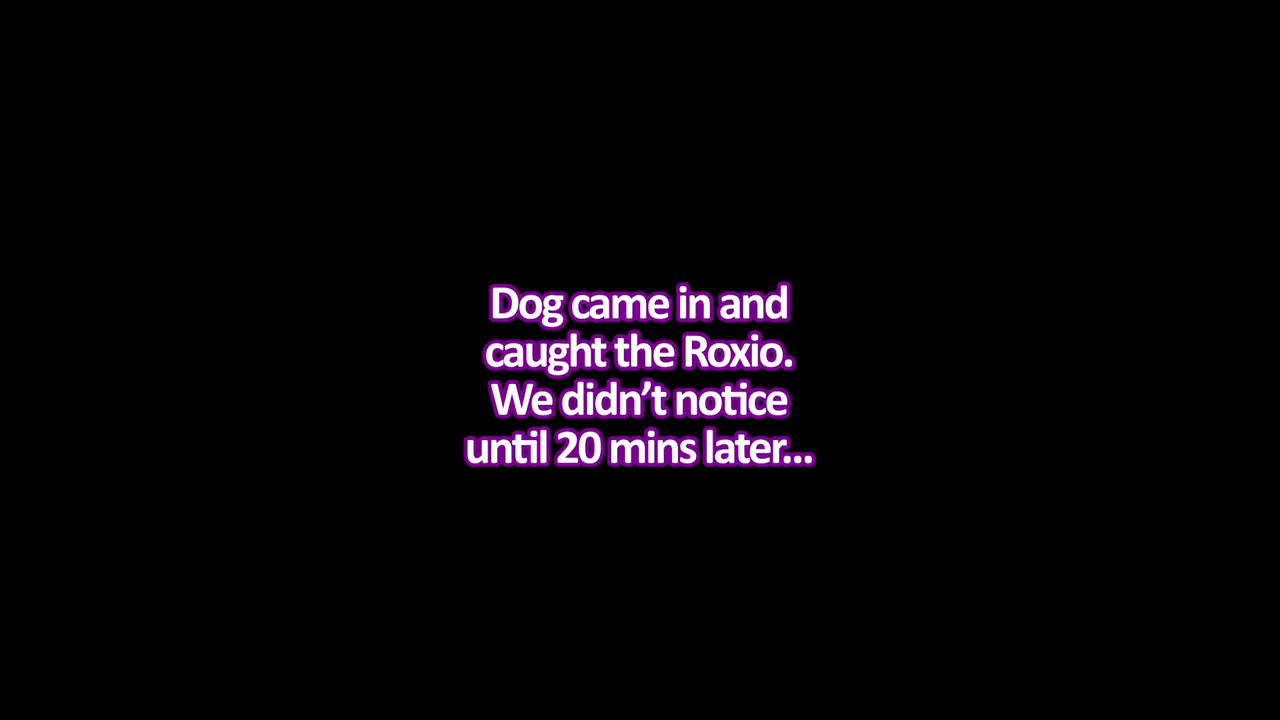 Dog came in and
caught the Roxio.
We didn’t notice
until 20 mins later...